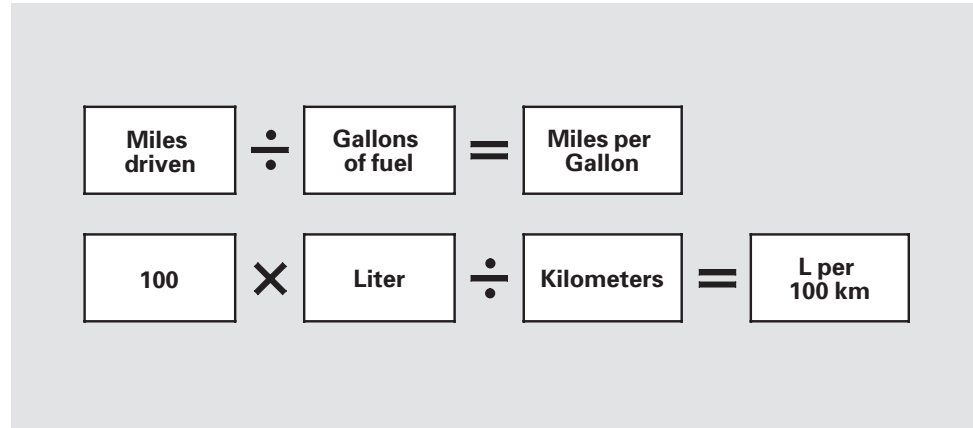 Miles driven ÷ Gallons of fuel = Miles per Gallon
100 × Liter ÷ Kilometers = L per 100 km